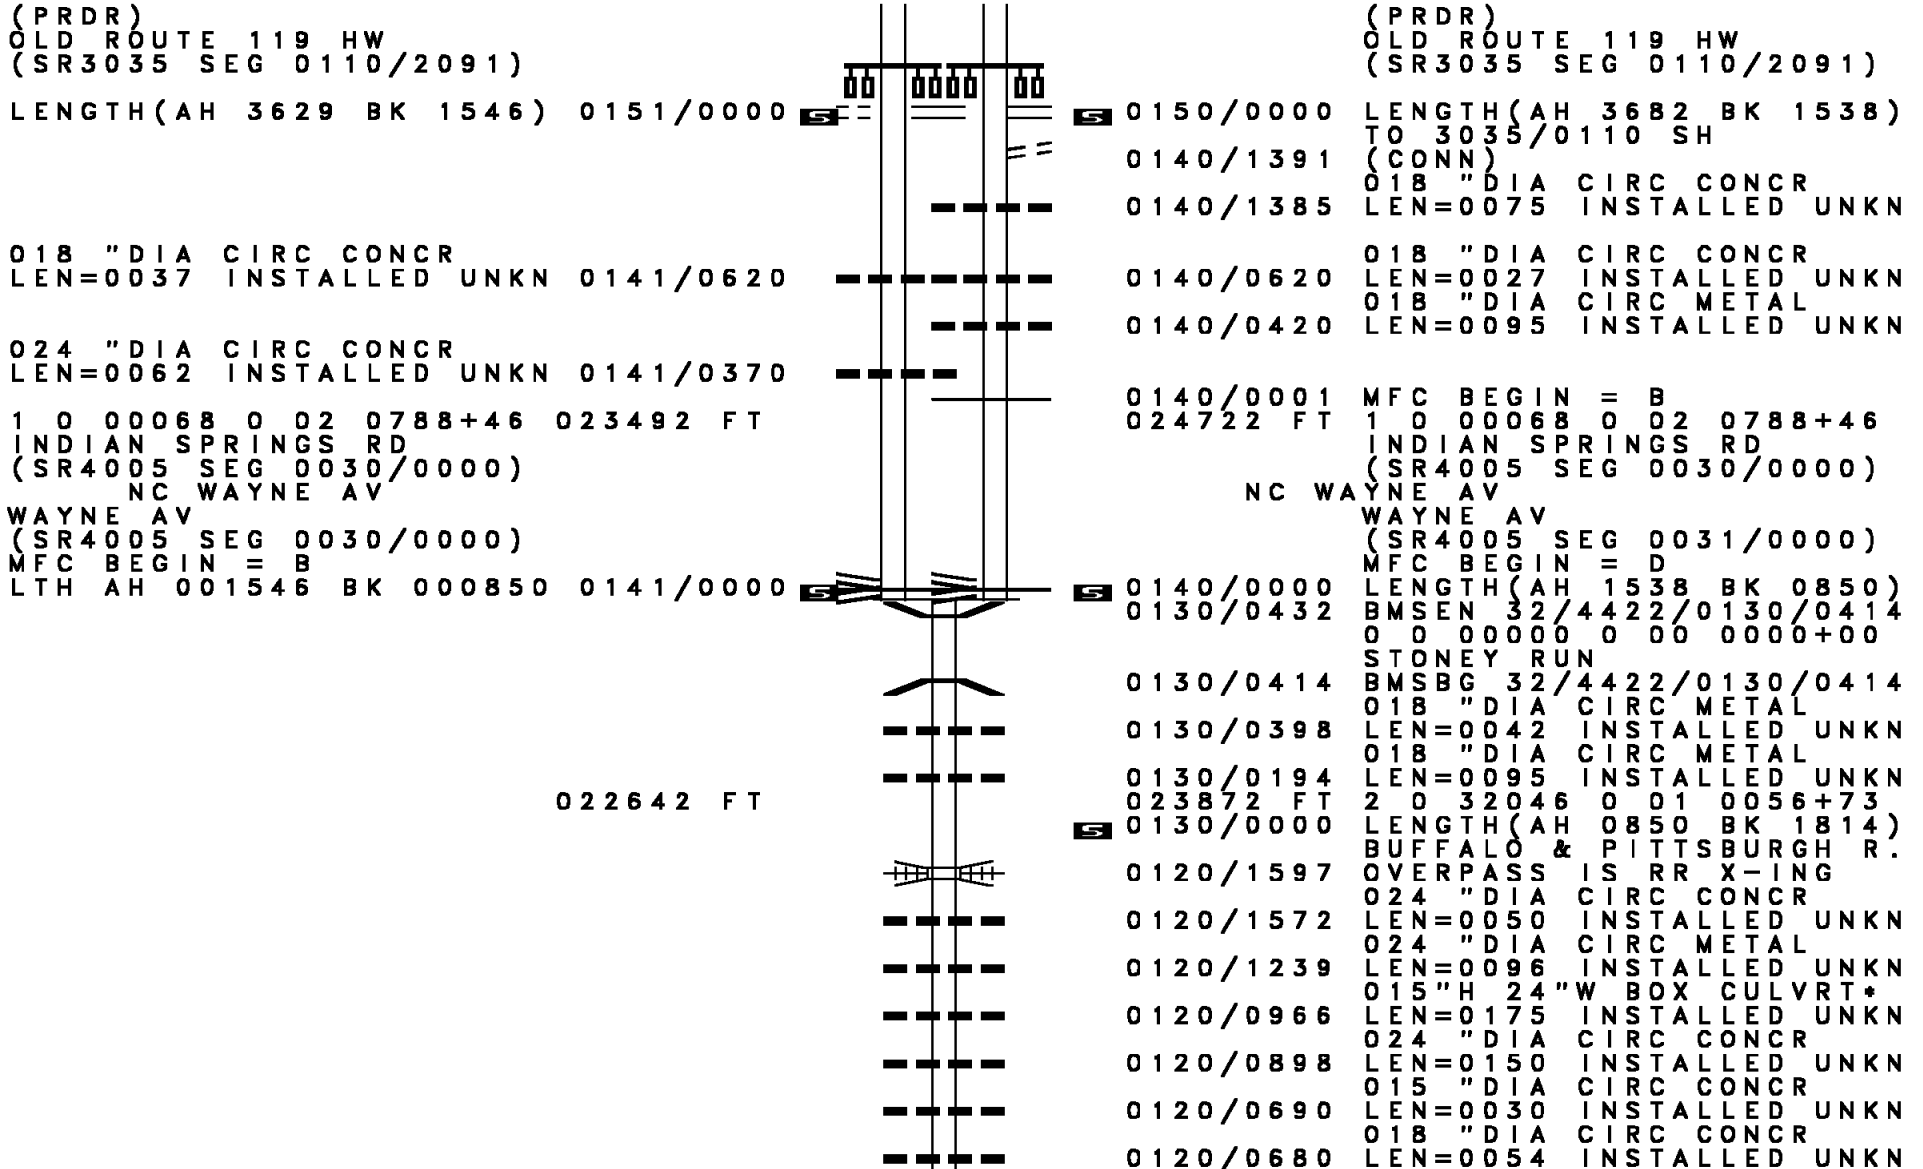 (PRDR)
OLD ROUTE 119 HW
(SR3035 SEG 0110/2091)
LENGTH(AH 3629 BK 1546) 0151/0000 S
018 "DIA CIRC CONCR
LEN=0037 INSTALLED UNKN 0141/0620
024 "DIA CIRC CONCR
LEN=0062 INSTALLED UNKN 0141/0370
1 0 00068 0 02 0788+46 023492 FT
INDIAN SPRINGS RD
(SR4005 SEG 0030/0000)
NC WAYNE AV
WAYNE AV
(SR4005 SEG 0030/0000)
MFC BEGIN = B
LTH AH 001546 BK 000850 0141/0000 S
022642 FT
(PRDR)
OLD ROUTE 119 HW
(SR3035 SEG 0110/2091)
S 0150/0000 LENGTH(AH 3682 BK 1538)
TO 3035/0110 SH
0140/1391 (CONN)
018 "DIA CIRC CONCR
0140/1385 LEN=0075 INSTALLED UNKN
018 "DIA CIRC CONCR
0140/0620 LEN=0027 INSTALLED UNKN
018 "DIA CIRC METAL
0140/0420 LEN=0095 INSTALLED UNKN
0140/0001 MFC BEGIN = B
024722 FT 1 0 00068 0 02 0788+46
INDIAN SPRINGS RD
(SR4005 SEG 0030/0000)
NC WAYNE AV
WAYNE AV
(SR4005 SEG 0031/0000)
MFC BEGIN = D
S 0140/0000 LENGTH(AH 1538 BK 0850)
0130/0432 BMSEN 32/4422/0130/0414
0 0 00000 0 00 0000+00
STONEY RUN
0130/0414 BMSBG 32/4422/0130/0414
018 "DIA CIRC METAL
0130/0398 LEN=0042 INSTALLED UNKN
018 "DIA CIRC METAL
0130/0194 LEN=0095 INSTALLED UNKN
023872 FT 2 0 32046 0 01 0056+73
S 0130/0000 LENGTH(AH 0850 BK 1814)
BUFFALO & PITTSBURGH R.
0120/1597 OVERPASS IS RR X-ING
024 "DIA CIRC CONCR
0120/1572 LEN=0050 INSTALLED UNKN
024 "DIA CIRC METAL
0120/1239 LEN=0096 INSTALLED UNKN
015"H 24"W BOX CULVRT*
0120/0966 LEN=0175 INSTALLED UNKN
024 "DIA CIRC CONCR
0120/0898 LEN=0150 INSTALLED UNKN
015 "DIA CIRC CONCR
0120/0690 LEN=0030 INSTALLED UNKN
018 "DIA CIRC CONCR
0120/0680 LEN=0054 INSTALLED UNKN